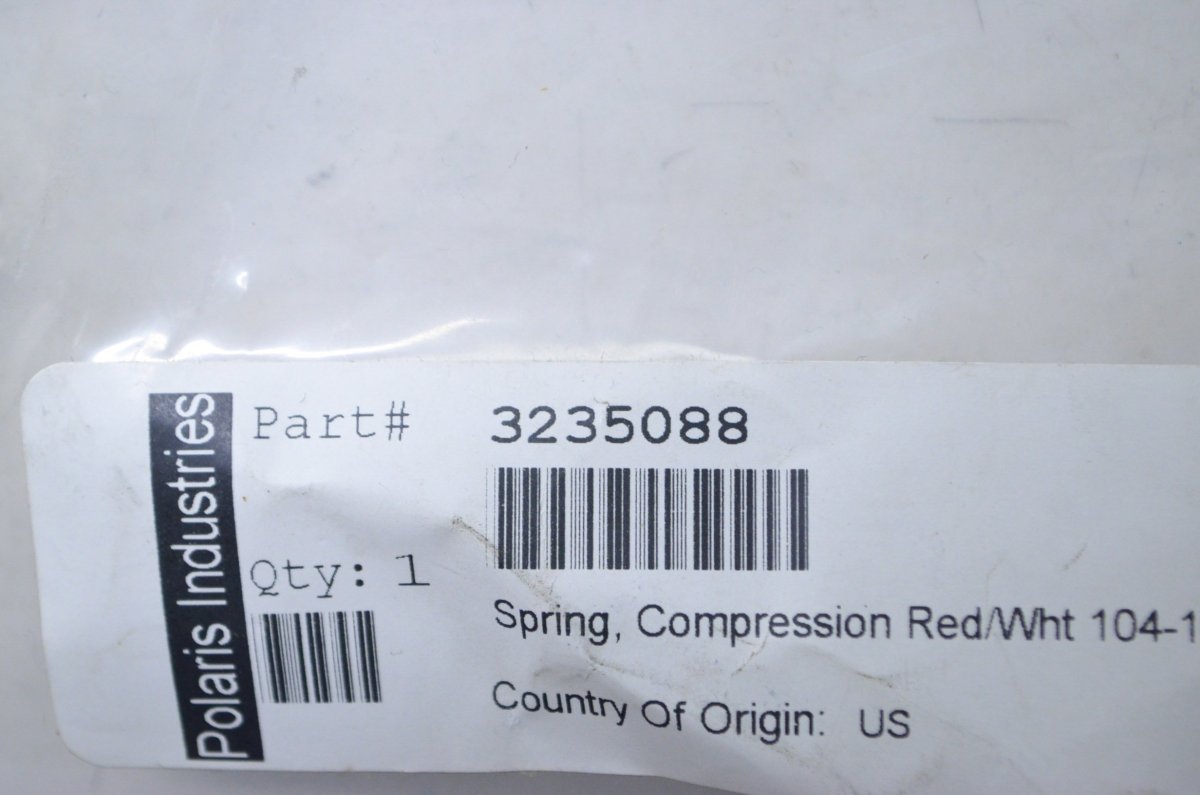 Polaris Industries
Part# 3235088
Qty: 1
Spring, Compression Red/Wht 104-1
Country Of Origin: US